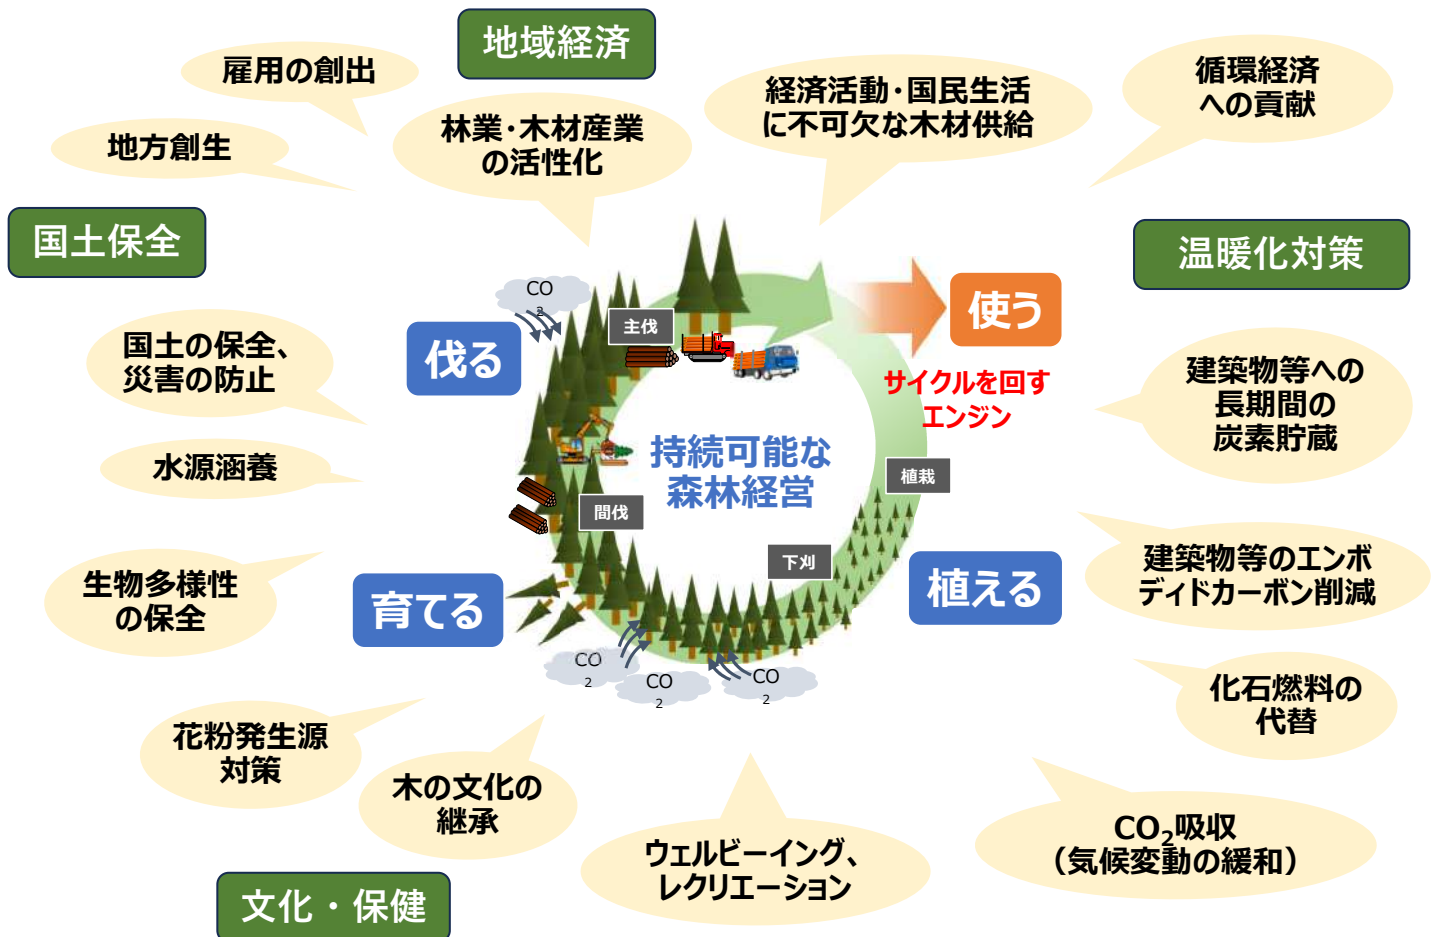 地域経済
雇用の創出
地方創生
林業・木材産業
の活性化
経済活動・国民生活
に不可欠な木材供給
循環経済
への貢献
国土保全
温暖化対策
国土の保全、
災害の防止
水源涵養
生物多様性
の保全
花粉発生源
対策
木の文化の
継承
文化・保健
ウェルビーイング、
レクリエーション
CO2吸収
（気候変動の緩和）
化石燃料の
代替
建築物等のエンボ
ディドカーボン削減
建築物等への
長期間の
炭素貯蔵
伐る
使う
サイクルを回す
エンジン
植える
育てる
持続可能な
森林経営
主伐
植栽
下刈
間伐
CO
2
CO
2
CO
2
CO
2